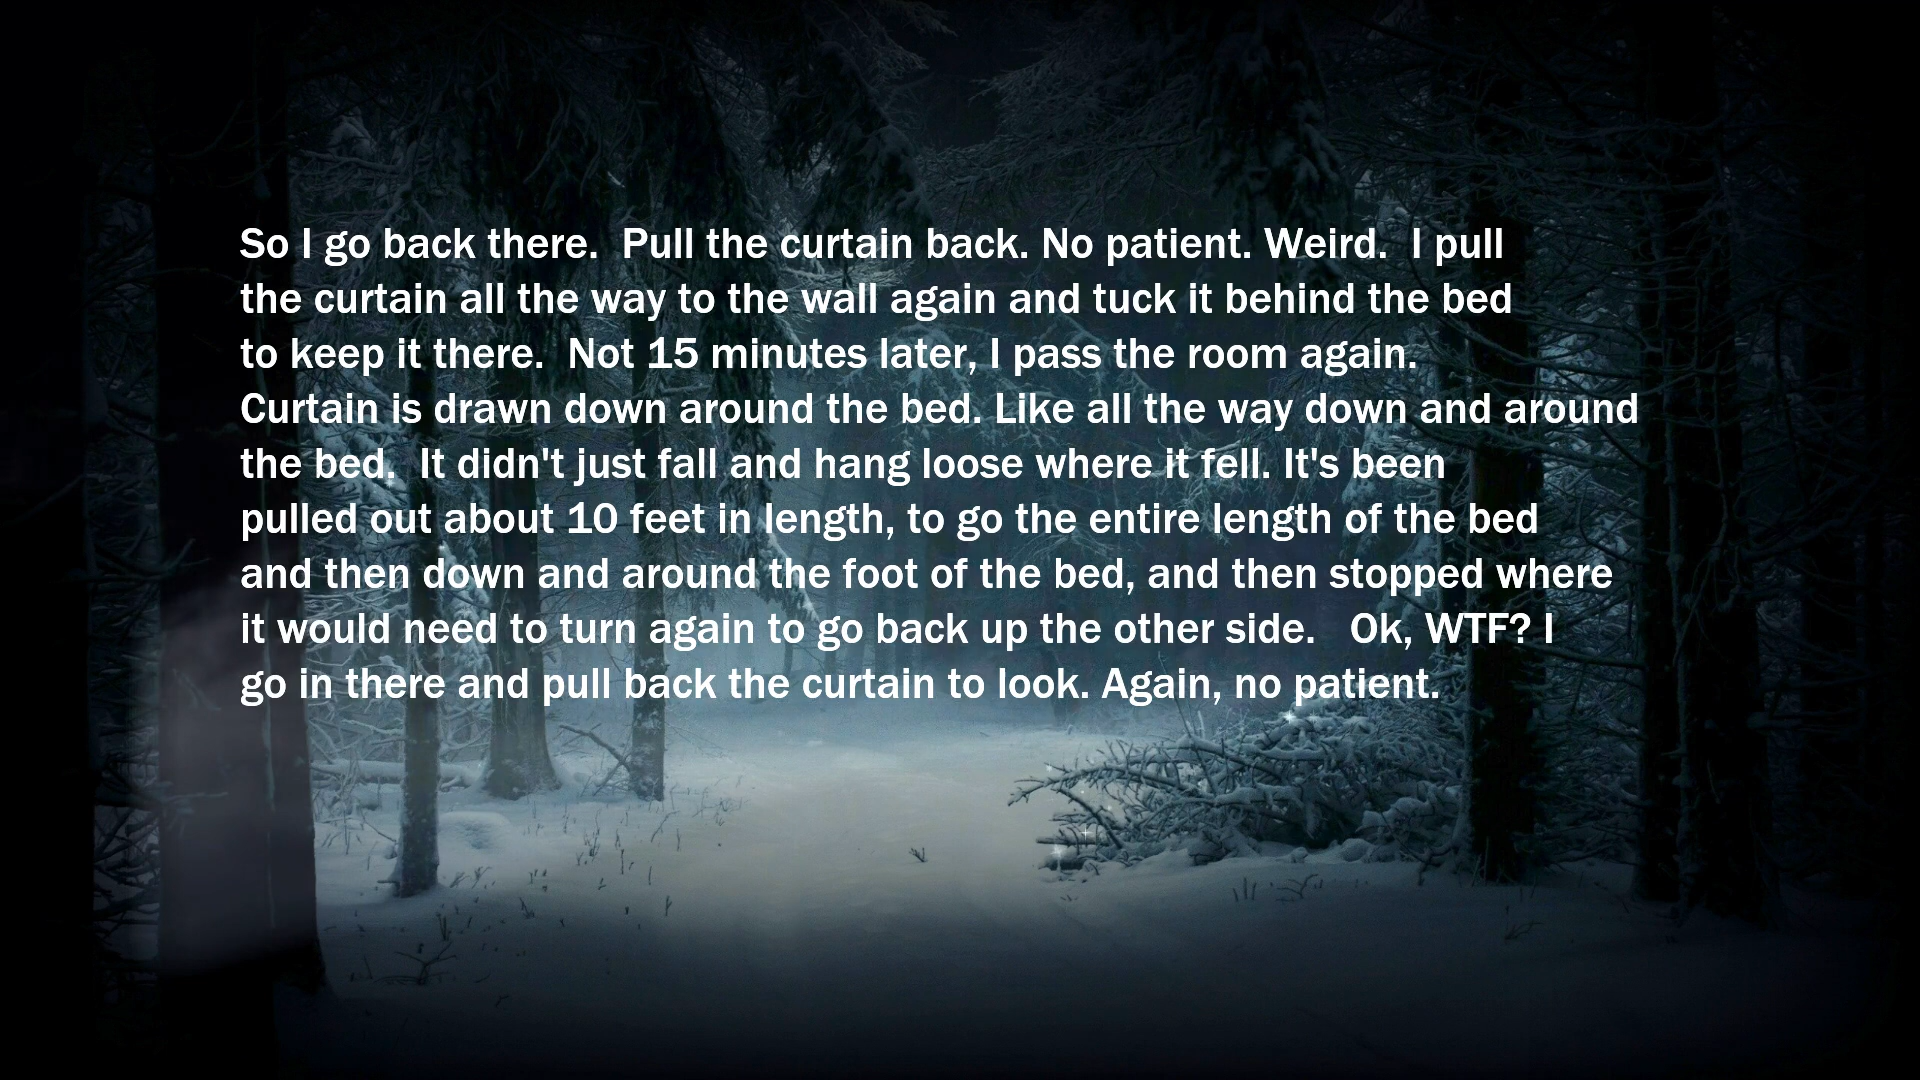 So I go back there.  Pull the curtain back. No patient. Weird.  I pull
the curtain all the way to the wall again and tuck it behind the bed
to keep it there.  Not 15 minutes later, I pass the room again.
Curtain is drawn down around the bed. Like all the way down and around
the bed.  It didn't just fall and hang loose where it fell. It's been
pulled out about 10 feet in length, to go the entire length of the bed
and then down and around the foot of the bed, and then stopped where
it would need to turn again to go back up the other side.   Ok, WTF? I
go in there and pull back the curtain to look. Again, no patient.